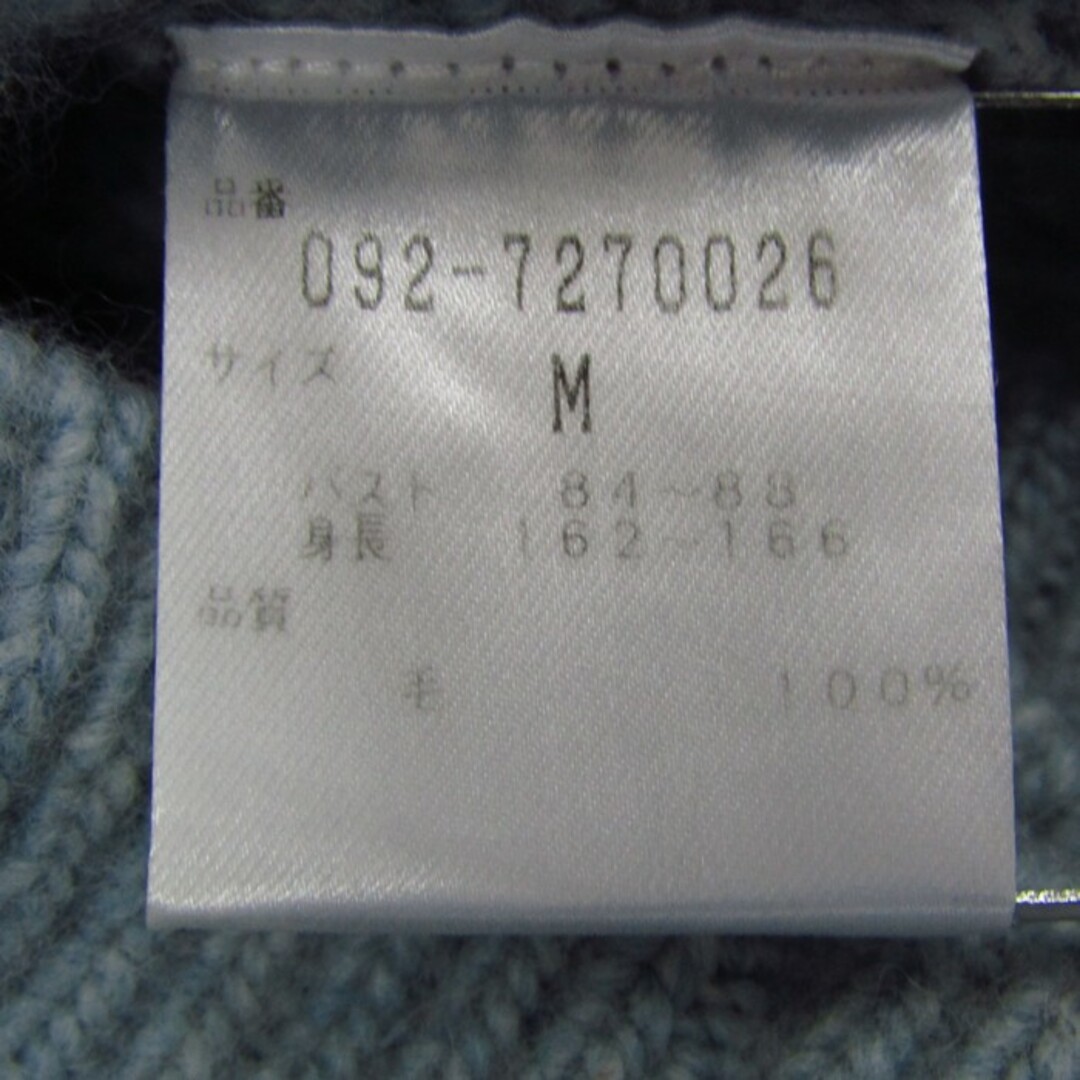 品番
092-7270026
サイズ M
バスト 84～88
身長 162～166
品質
毛 100%